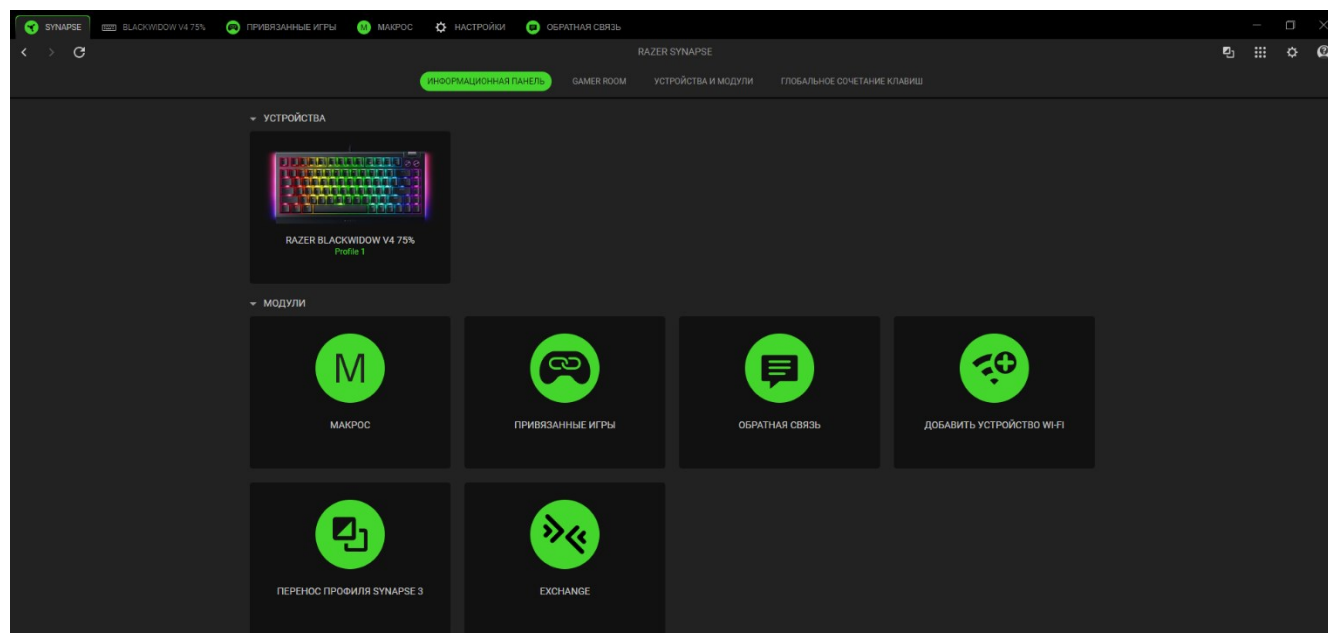 SYNAPSE BLACKWIDOW V4 75% ПРИВЯЗАННЫЕ ИГРЫ M МАКРОС НАСТРОЙКИ ОБРАТНАЯ СВЯЗЬ
RAZER SYNAPSE
ИНФОРМАЦИОННАЯ ПАНЕЛЬ GAMER ROOM УСТРОЙСТВА И МОДУЛИ ГЛОБАЛЬНОЕ СОЧЕТАНИЕ КЛАВИШ
УСТРОЙСТВА
RAZER BLACKWIDOW V4 75%
Profile 1
МОДУЛИ
M
МАКРОС ПРИВЯЗАННЫЕ ИГРЫ ОБРАТНАЯ СВЯЗЬ ДОБАВИТЬ УСТРОЙСТВО WI-FI
ПЕРЕНОС ПРОФИЛЯ SYNAPSE 3 EXCHANGE